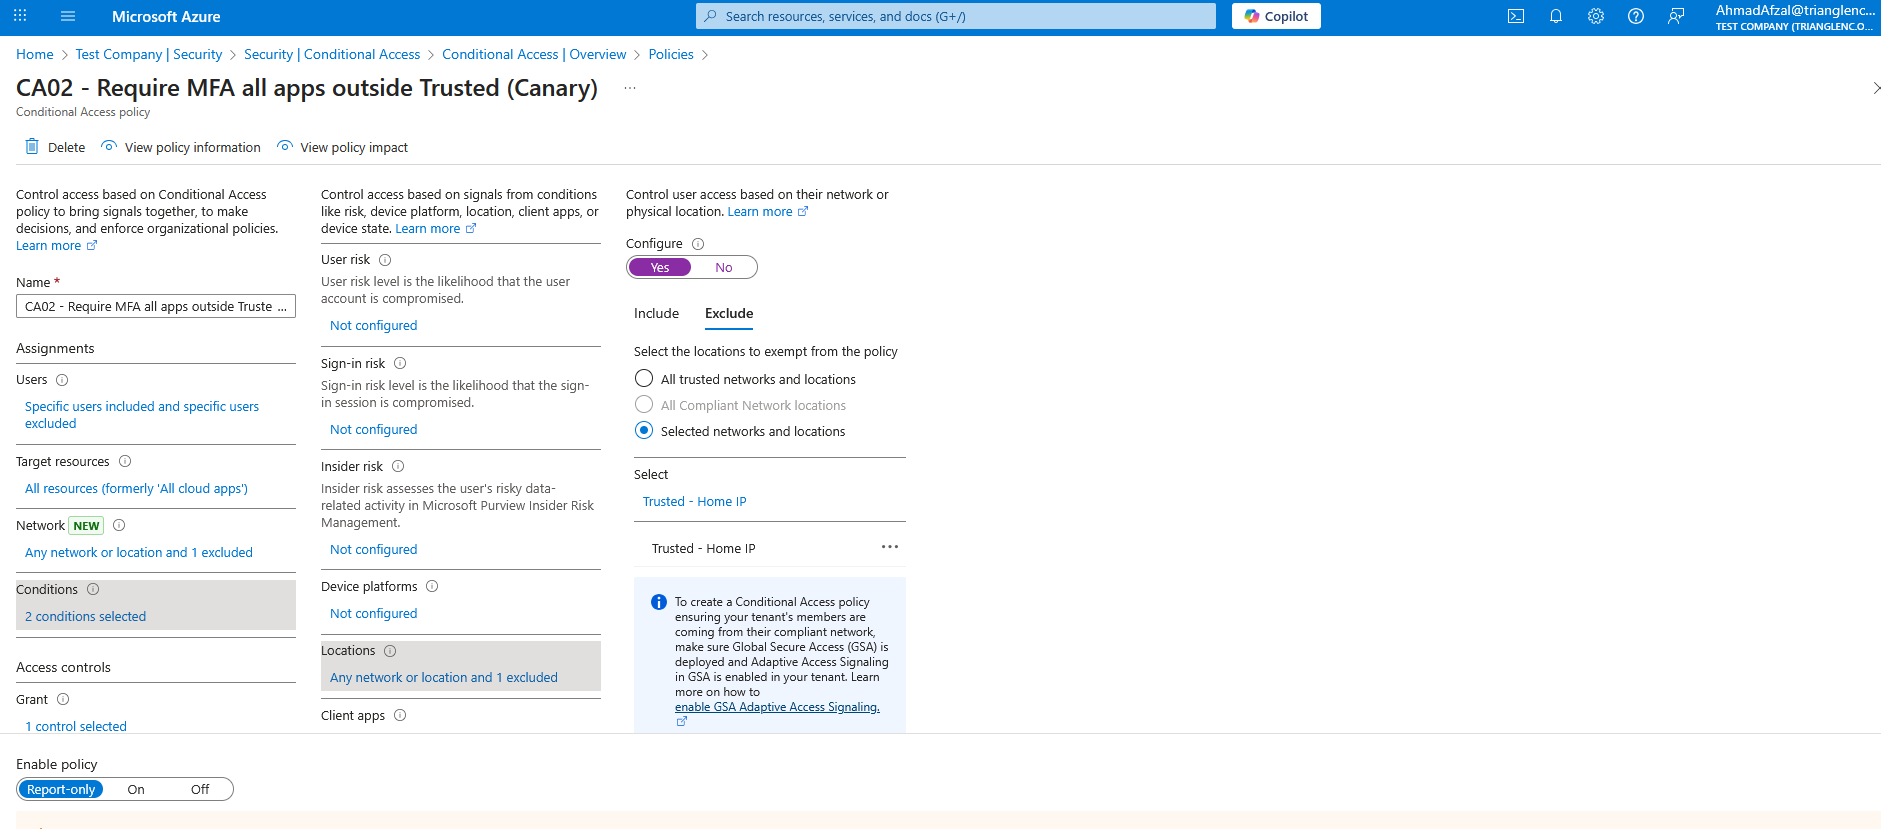 Microsoft Azure
Search resources, services, and docs (G+/)
Copilot
AhmadAfzal@trianglenc...
TEST COMPANY (TRIANGLENC.O...
Home > Test Company | Security > Security | Conditional Access > Conditional Access | Overview > Policies >
CA02 - Require MFA all apps outside Trusted (Canary) ...
Conditional Access policy
Delete
View policy information
View policy impact
Control access based on Conditional Access
policy to bring signals together, to make
decisions, and enforce organizational policies.
Learn more
Name *
CA02 - Require MFA all apps outside Truste ...
Assignments
Users
Specific users included and specific users
excluded
Target resources
All resources (formerly 'All cloud apps')
Network NEW
Any network or location and 1 excluded
Conditions
2 conditions selected
Access controls
Grant
1 control selected
Control access based on signals from conditions
like risk, device platform, location, client apps, or
device state. Learn more
User risk
User risk level is the likelihood that the user
account is compromised.
Not configured
Sign-in risk
Sign-in risk level is the likelihood that the sign-
in session is compromised.
Not configured
Insider risk
Insider risk assesses the user's risky data-
related activity in Microsoft Purview Insider Risk
Management.
Not configured
Device platforms
Not configured
Locations
Any network or location and 1 excluded
Client apps
Control user access based on their network or
physical location. Learn more
Configure
Yes No
Include Exclude
Select the locations to exempt from the policy
All trusted networks and locations
All Compliant Network locations
Selected networks and locations
Select
Trusted - Home IP
Trusted - Home IP
To create a Conditional Access policy
ensuring your tenant's members are
coming from their compliant network,
make sure Global Secure Access (GSA) is
deployed and Adaptive Access Signaling
in GSA is enabled in your tenant. Learn
more on how to
enable GSA Adaptive Access Signaling.
Enable policy
Report-only On Off